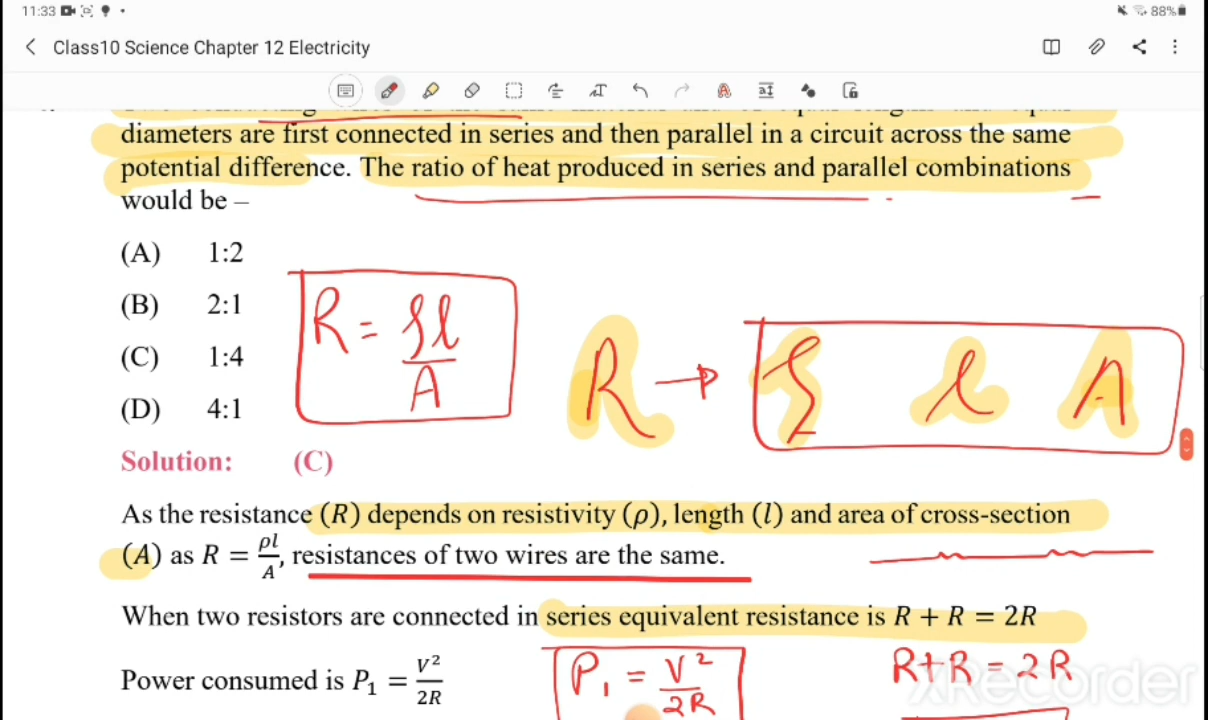 11:33 88%
Class10 Science Chapter 12 Electricity
diameters are first connected in series and then parallel in a circuit across the same
potential difference. The ratio of heat produced in series and parallel combinations
would be –
(A) 1:2
(B) 2:1
(C) 1:4
(D) 4:1
R = ρl/A
R → ρ l A
Solution: (C)
As the resistance (R) depends on resistivity (ρ), length (l) and area of cross-section
(A) as R = ρl/A, resistances of two wires are the same.
When two resistors are connected in series equivalent resistance is R + R = 2R
Power consumed is P₁ = V²/2R
P₁ = V²/2R
R+R = 2R
XRecorder